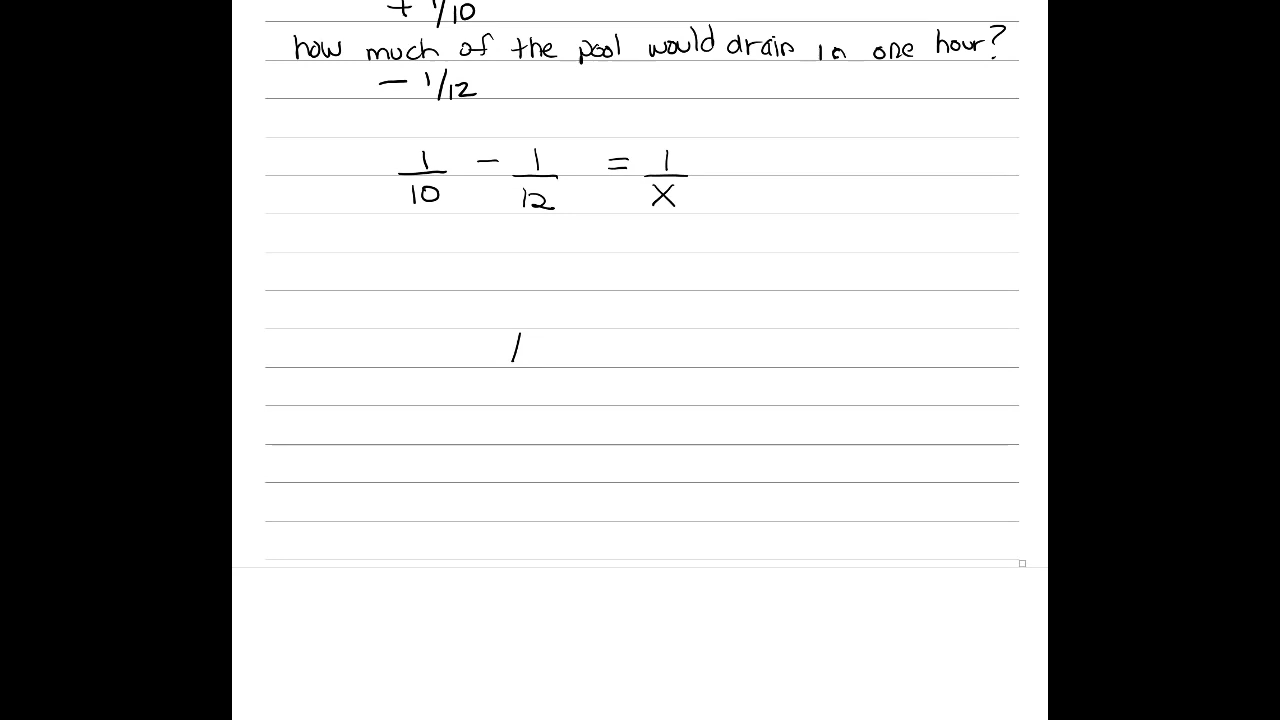 + 1/10
how much of the pool would drain in one hour?
- 1/12
1/10 - 1/12 = 1/X
/